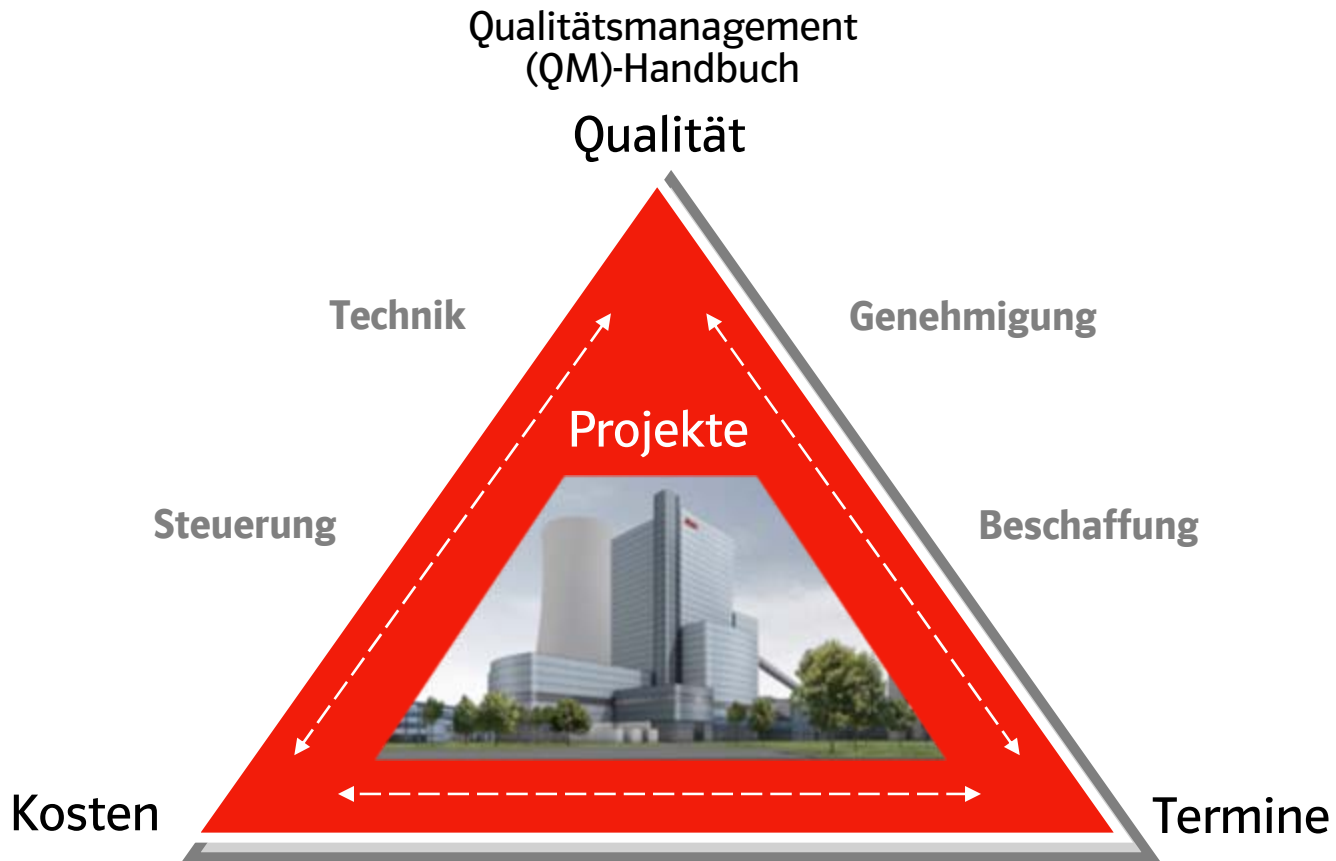 Qualitätsmanagement
(QM)-Handbuch
Qualität
Technik
Genehmigung
Projekte
Steuerung
Beschaffung
Kosten
Termine